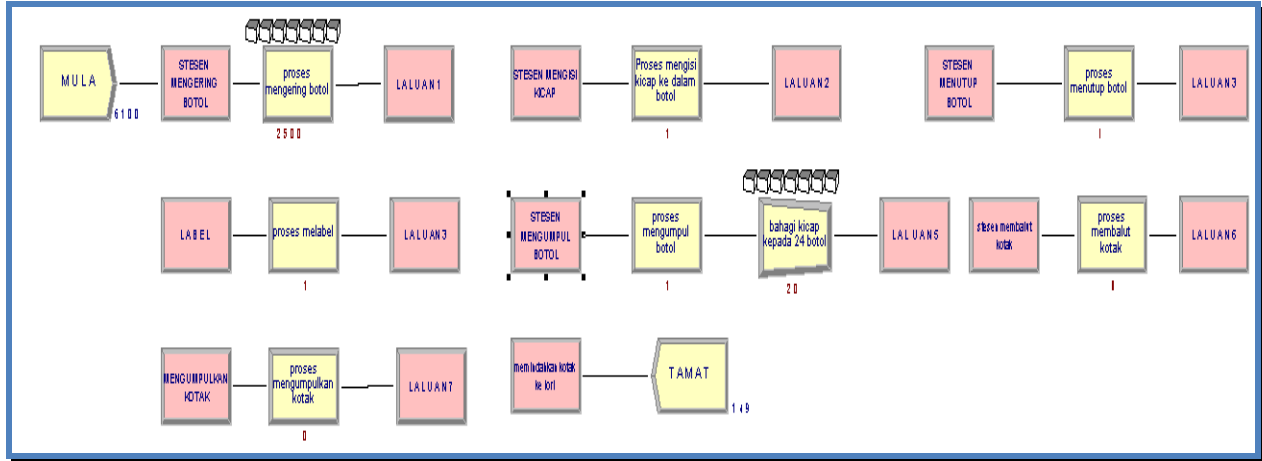 MULA
6100
STESEN
MENGERING
BOTOL
proses
mengering botol
2500
LALUAN1
STESEN MENGISI
KICAP
Proses mengisi
kicap ke dalam
botol
1
LALUAN2
STESEN
MENUTUP
BOTOL
proses
menutup botol
LALUAN3
LABEL
proses melabel
1
LALUAN3
STESEN
MENGUMPUL
BOTOL
proses
mengumpul
botol
1
bahagi kicap
kepada 24 botol
20
LALUAN5
stesen membalut
kotak
proses
membalut
kotak
LALUAN6
MENGUMPULKAN
KOTAK
proses
mengumpulkan
kotak
0
LALUAN7
memindahkan kotak
ke lori
TAMAT